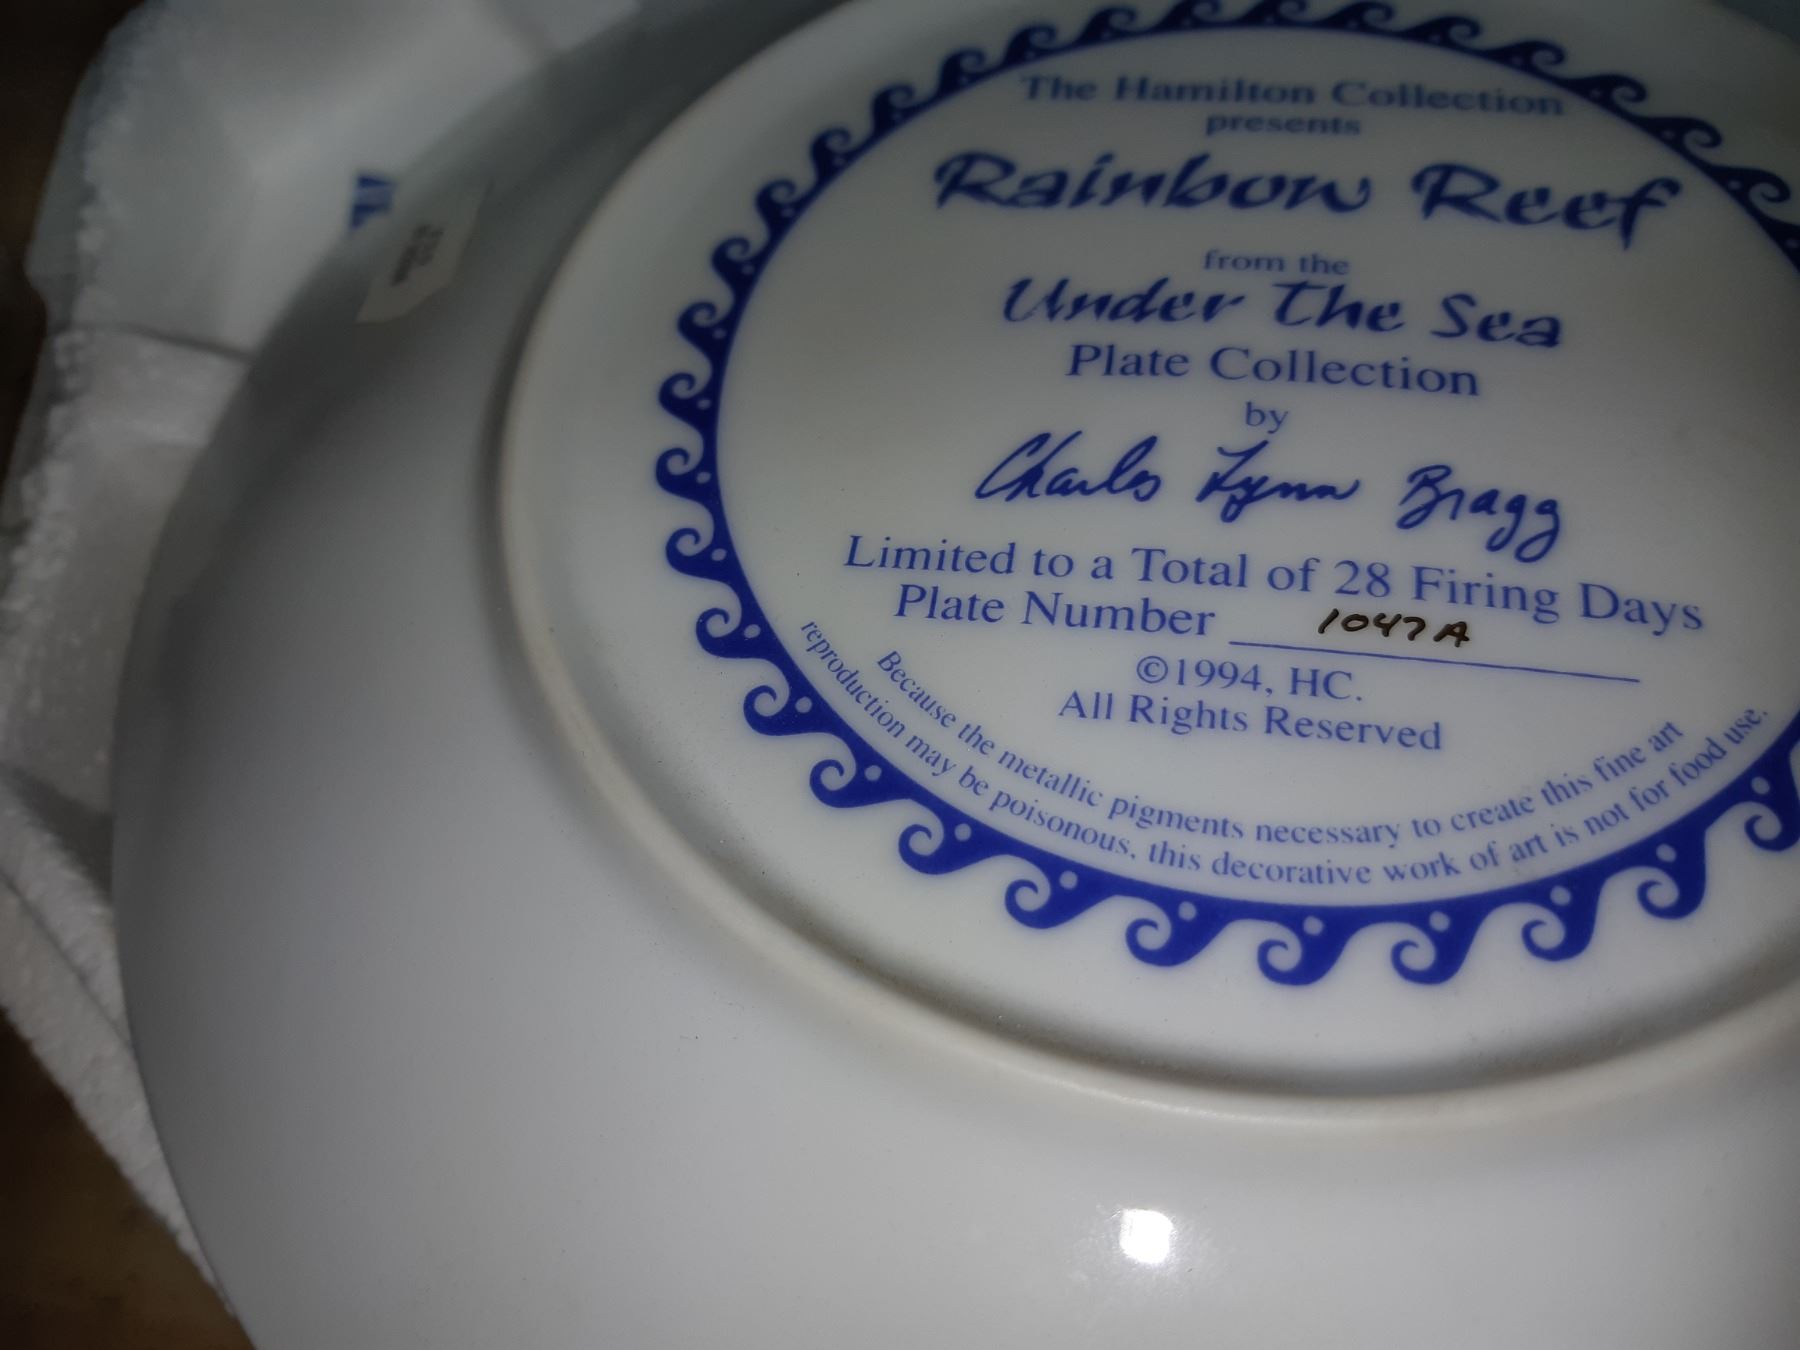 The Hamilton Collection
presents
Rainbow Reef
from the
Under The Sea
Plate Collection
by
Charles Lynn Bragg
Limited to a Total of 28 Firing Days
Plate Number 1047A
©1994, HC.
All Rights Reserved
Because the metallic pigments necessary to create this fine art
reproduction may be poisonous, this decorative work of art is not for food use.